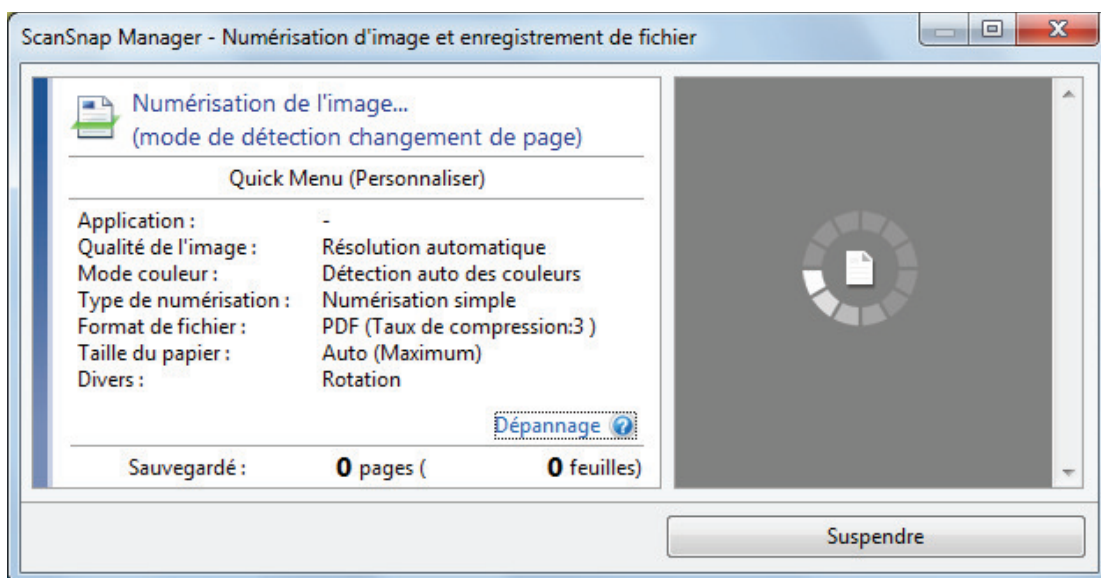 ScanSnap Manager - Numérisation d'image et enregistrement de fichier
Numérisation de l'image...
(mode de détection changement de page)
Quick Menu (Personnaliser)
Application : -
Qualité de l'image : Résolution automatique
Mode couleur : Détection auto des couleurs
Type de numérisation : Numérisation simple
Format de fichier : PDF (Taux de compression:3 )
Taille du papier : Auto (Maximum)
Divers : Rotation
Dépannage
Sauvegardé : 0 pages ( 0 feuilles)
Suspendre